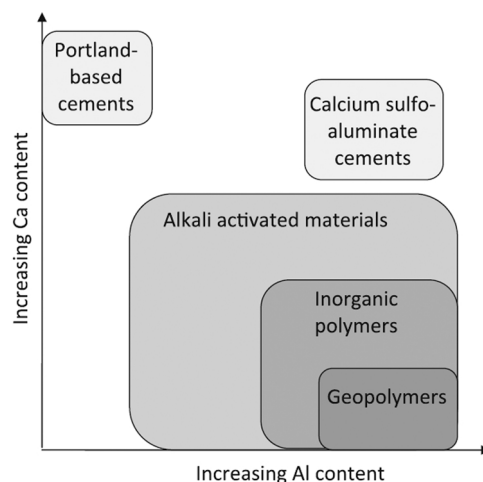 Portland-
based
cements
Calcium sulfo-
aluminate
cements
Alkali activated materials
Inorganic
polymers
Geopolymers
Increasing Ca content
Increasing Al content